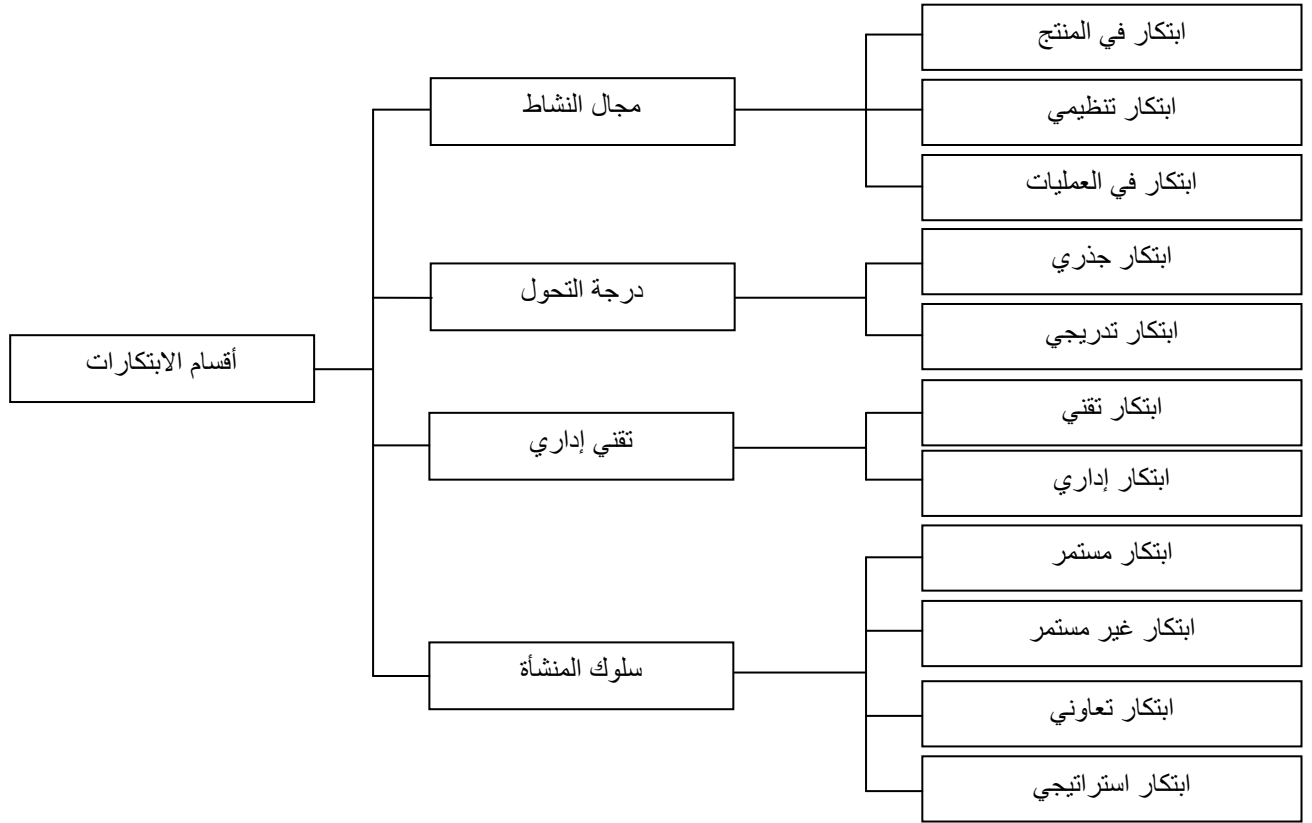 أقسام الابتكارات
مجال النشاط
ابتكار في المنتج
ابتكار تنظيمي
ابتكار في العمليات
درجة التحول
ابتكار جذري
ابتكار تدريجي
تقني إداري
ابتكار تقني
ابتكار إداري
سلوك المنشأة
ابتكار مستمر
ابتكار غير مستمر
ابتكار تعاوني
ابتكار استراتيجي